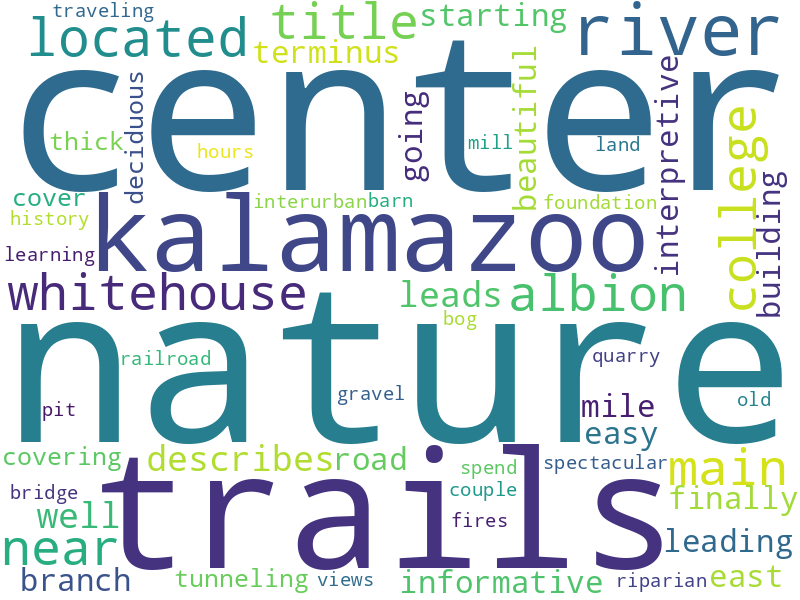 traveling
title
starting
located
river
terminus
center
deciduous
going
beautiful
interpretive
thick
hours
mill
land
college
building
cover
interurban
barn
foundation
history
kalamazoo
learning
whitehouse
leads
albion
bog
nature
railroad
quarry
gravel
old
pit
mile
easy
covering
describes
road
spend
spectacular
main
trails
bridge
couple
finally
well
fires
near
leading
branch
tunneling
views
informative
riparian
east